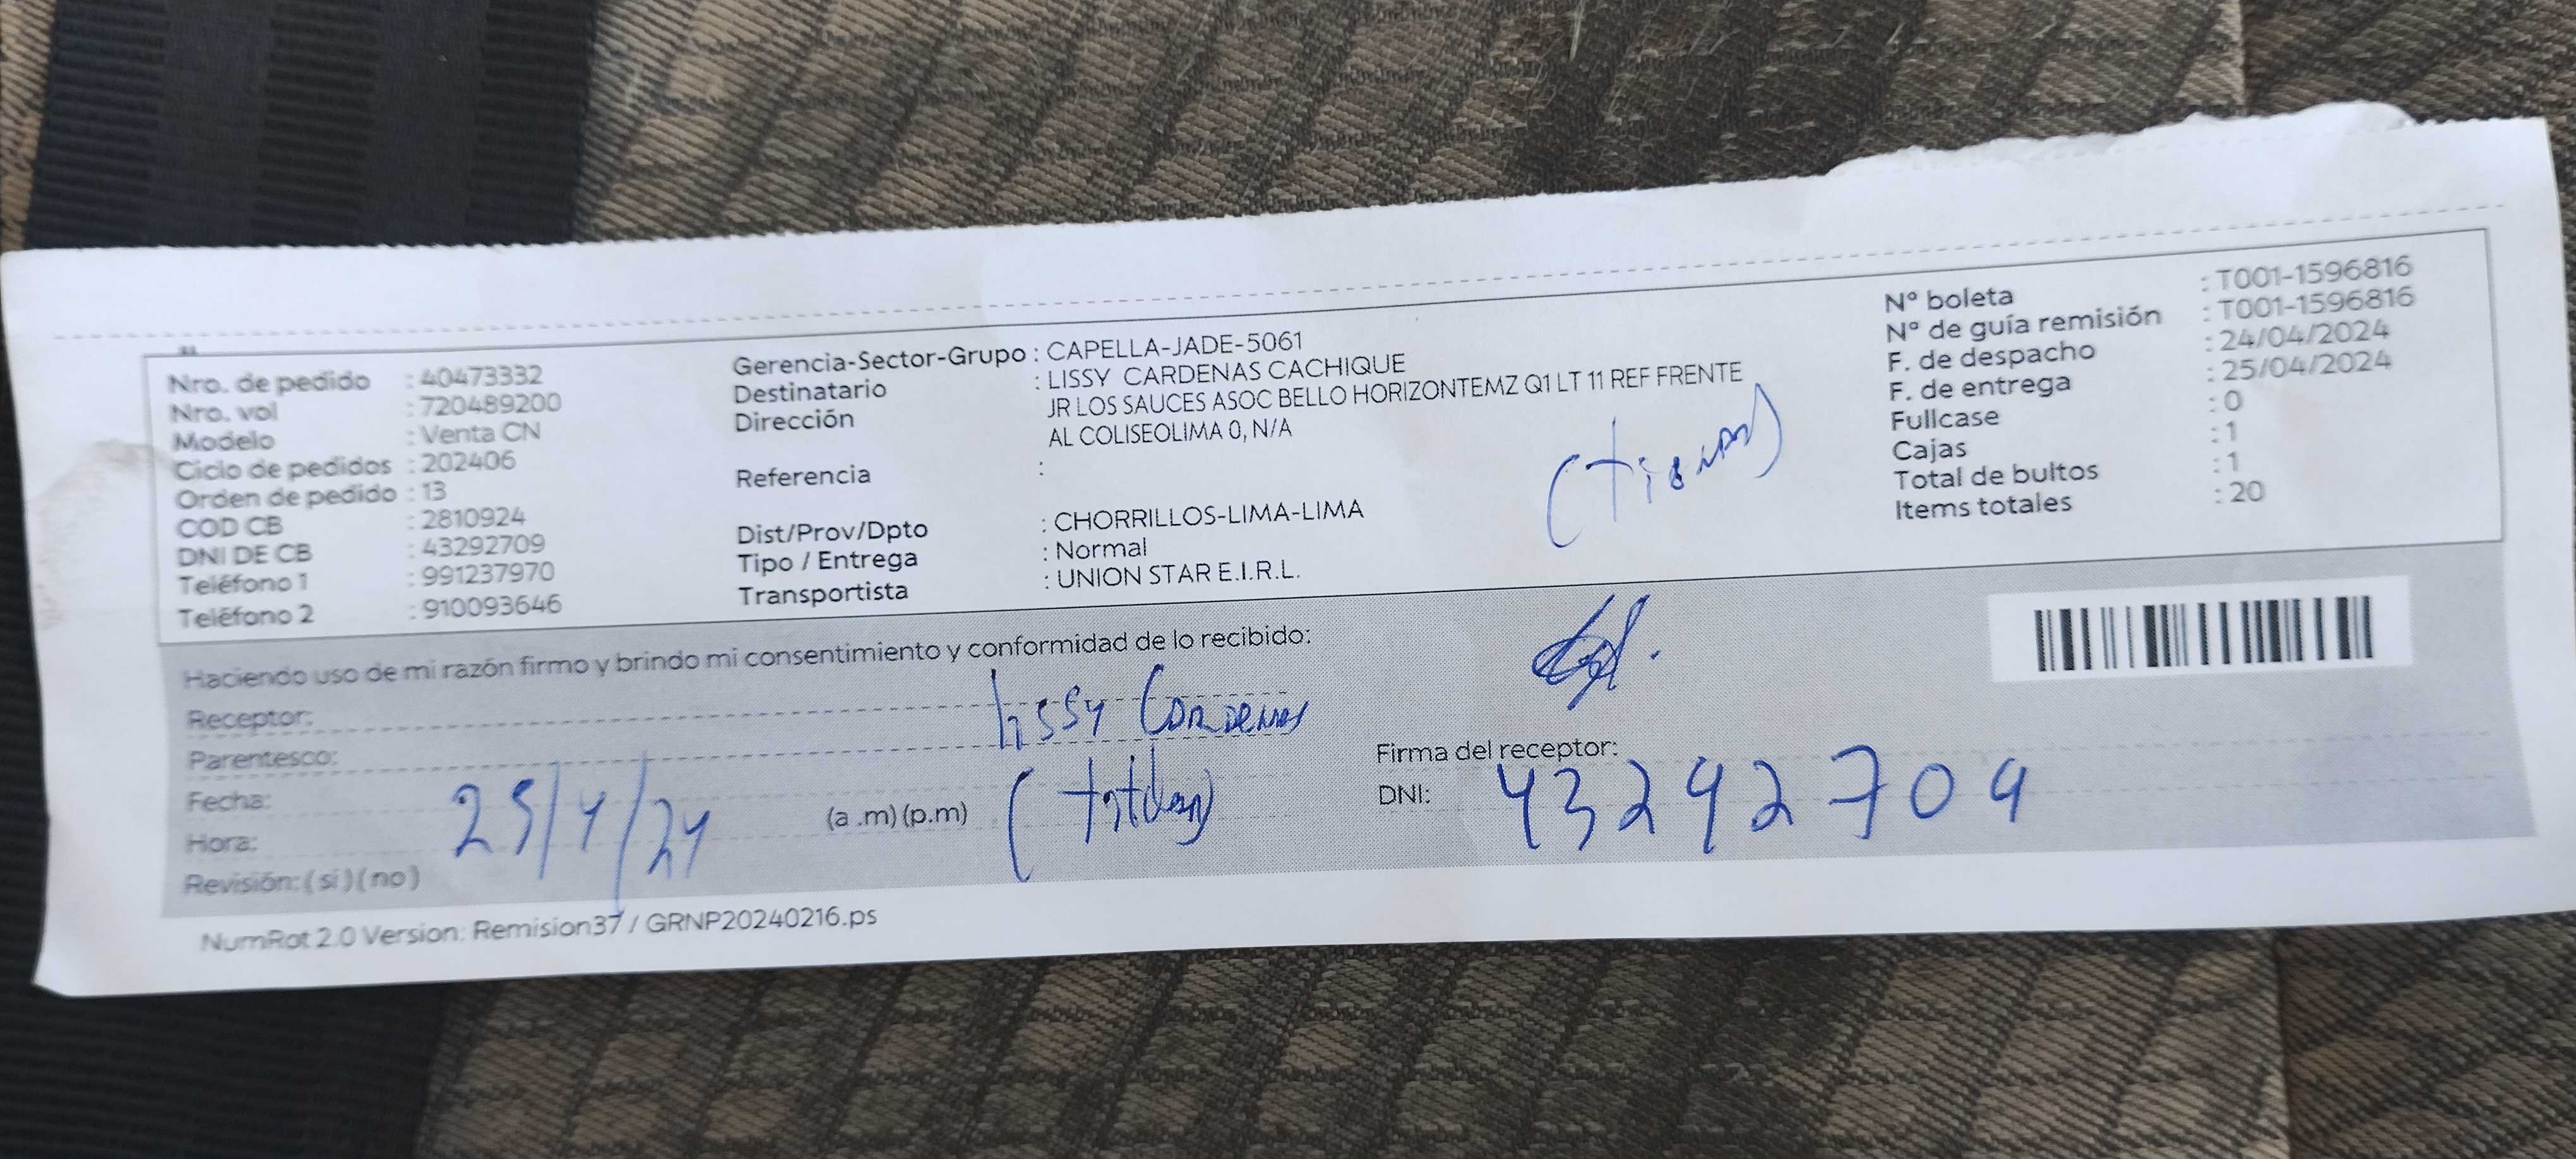 Nro. de pedido : 40473332
Nro. vol : 720489200
Modelo : Venta CN
Ciclo de pedidos : 202406
Orden de pedido : 13
COD CB : 2810924
DNI DE CB : 43292709
Teléfono 1 : 991237970
Teléfono 2 : 910093646
Gerencia-Sector-Grupo : CAPELLA-JADE-5061
Destinatario : LISSY CARDENAS CACHIQUE
Dirección JR LOS SAUCES ASOC BELLO HORIZONTEMZ Q1 LT 11 REF FRENTE
AL COLISEOLIMA 0, N/A
Referencia :
Dist/Prov/Dpto : CHORRILLOS-LIMA-LIMA
Tipo / Entrega : Normal
Transportista : UNION STAR E.I.R.L.
N° boleta : T001-1596816
N° de guía remisión : T001-1596816
F. de despacho : 24/04/2024
F. de entrega : 25/04/2024
Fullcase : 0
Cajas : 1
Total de bultos : 1
Items totales : 20
Haciendo uso de mi razón firmo y brindo mi consentimiento y conformidad de lo recibido:
Receptor: Lissy Cardenas
Parentesco:
Fecha: 25/4/24
Hora: (a .m) (p.m)
Revisión: ( si ) ( no )
Firma del receptor:
DNI: 43292709
NumRot 2.0 Version: Remision37 / GRNP20240216.ps